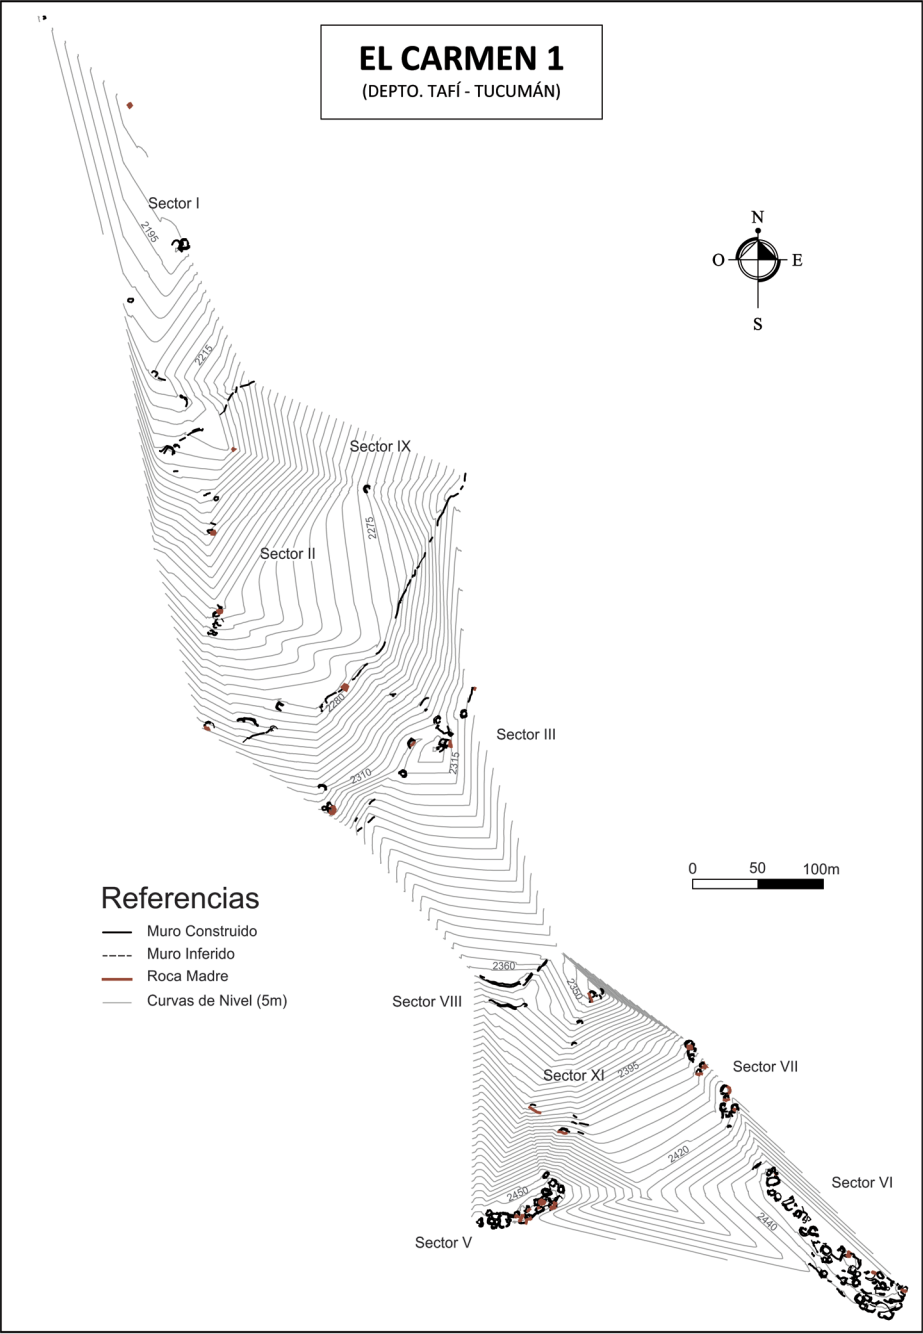 EL CARMEN 1
(DEPTO. TAFÍ - TUCUMÁN)
Sector I
2195
N
O
E
S
2215
Sector IX
2275
Sector II
2280
Sector III
2315
2310
0 50 100m
Referencias
Muro Construido
Muro Inferido
Roca Madre
Curvas de Nivel (5m)
2360
2350
Sector VIII
2395
Sector XI
Sector VII
2420
Sector VI
2450
2440
Sector V